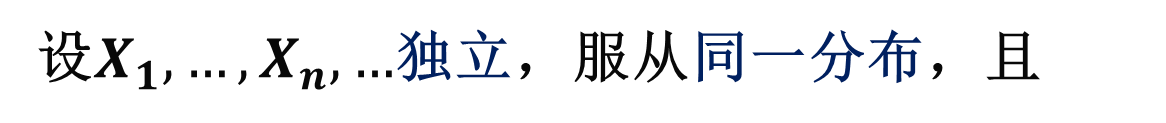 设X₁, … , Xₙ, …独立，服从同一分布，且